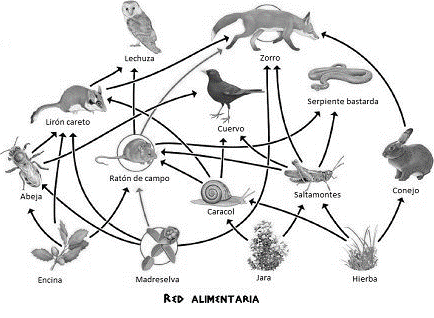 Lechuza
Zorro
Serpiente bastarda
Lirón careto
Cuervo
Abeja
Ratón de campo
Caracol
Saltamontes
Conejo
Encina
Madreselva
Jara
Hierba
RED ALIMENTARIA